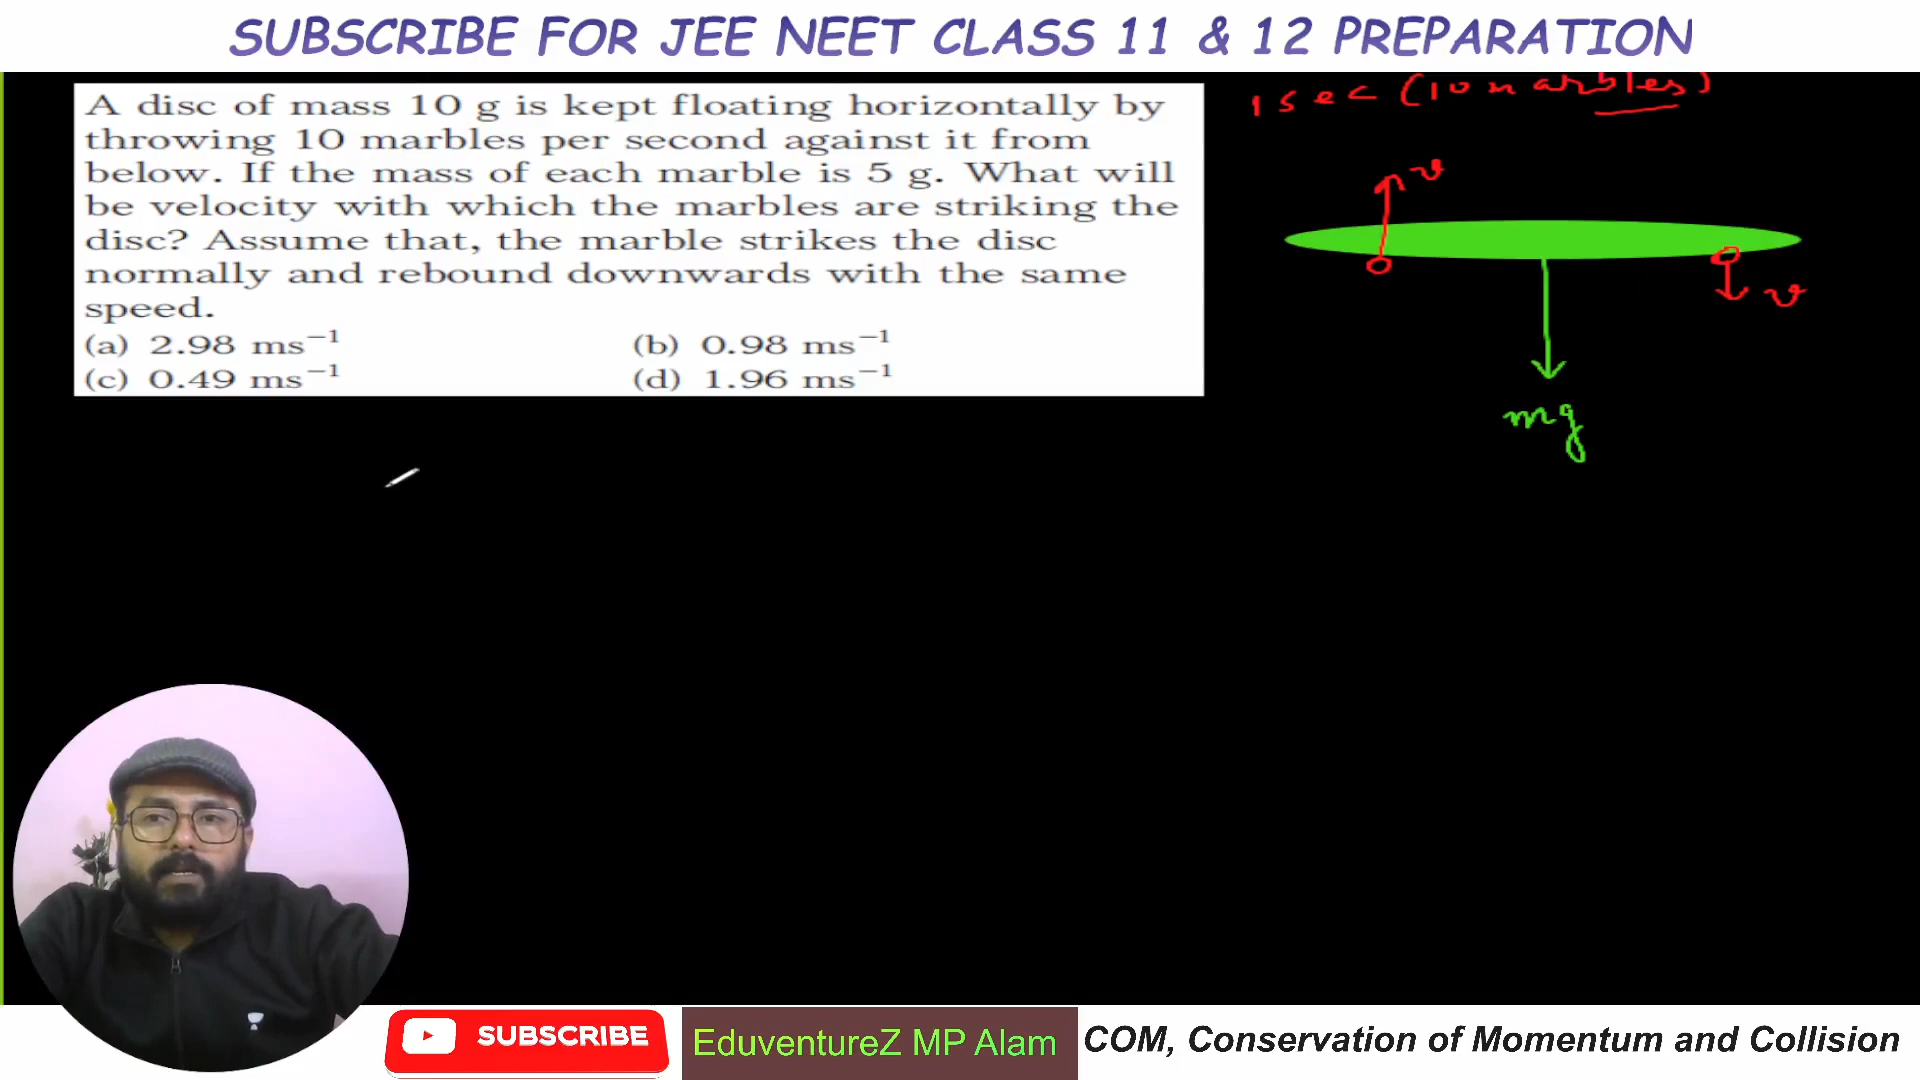 SUBSCRIBE FOR JEE NEET CLASS 11 & 12 PREPARATION
1 sec (10 marbles)
A disc of mass 10 g is kept floating horizontally by
throwing 10 marbles per second against it from
below. If the mass of each marble is 5 g. What will
be velocity with which the marbles are striking the
disc? Assume that, the marble strikes the disc
normally and rebound downwards with the same
speed.
(a) 2.98 ms⁻¹ (b) 0.98 ms⁻¹
(c) 0.49 ms⁻¹ (d) 1.96 ms⁻¹
v
v
mg
SUBSCRIBE
EduventureZ MP Alam
COM, Conservation of Momentum and Collision